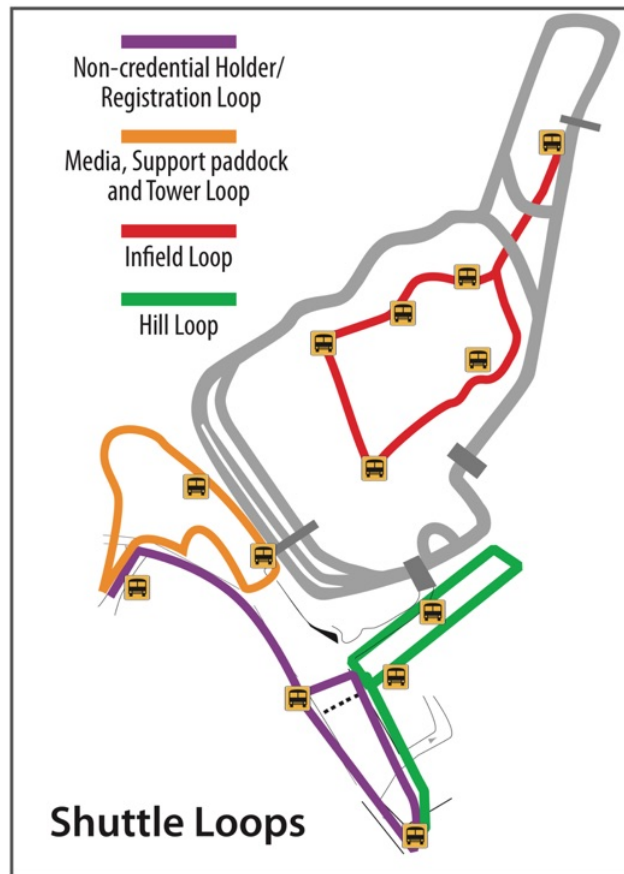 Non-credential Holder/
Registration Loop
Media, Support paddock
and Tower Loop
Infield Loop
Hill Loop
Shuttle Loops